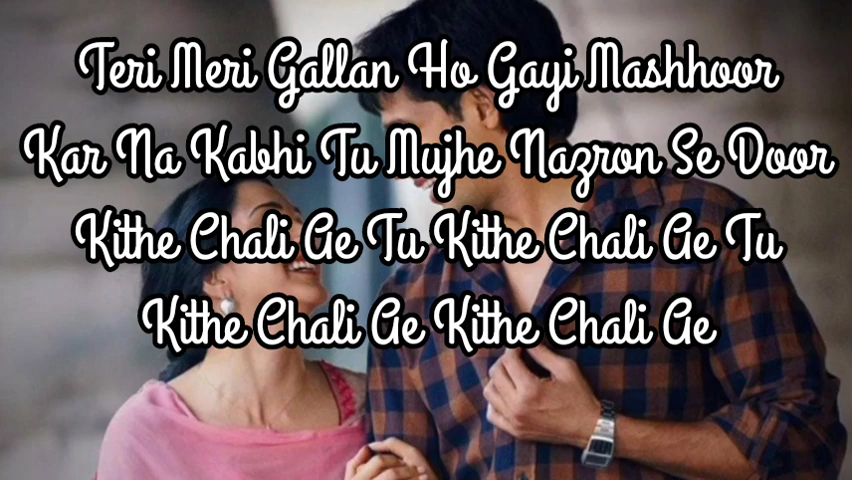 Teri Meri Gallan Ho Gayi Mashhoor
Kar Na Kabhi Tu Mujhe Nazron Se Door
Kithe Chali Ae Tu Kithe Chali Ae Tu
Kithe Chali Ae Kithe Chali Ae